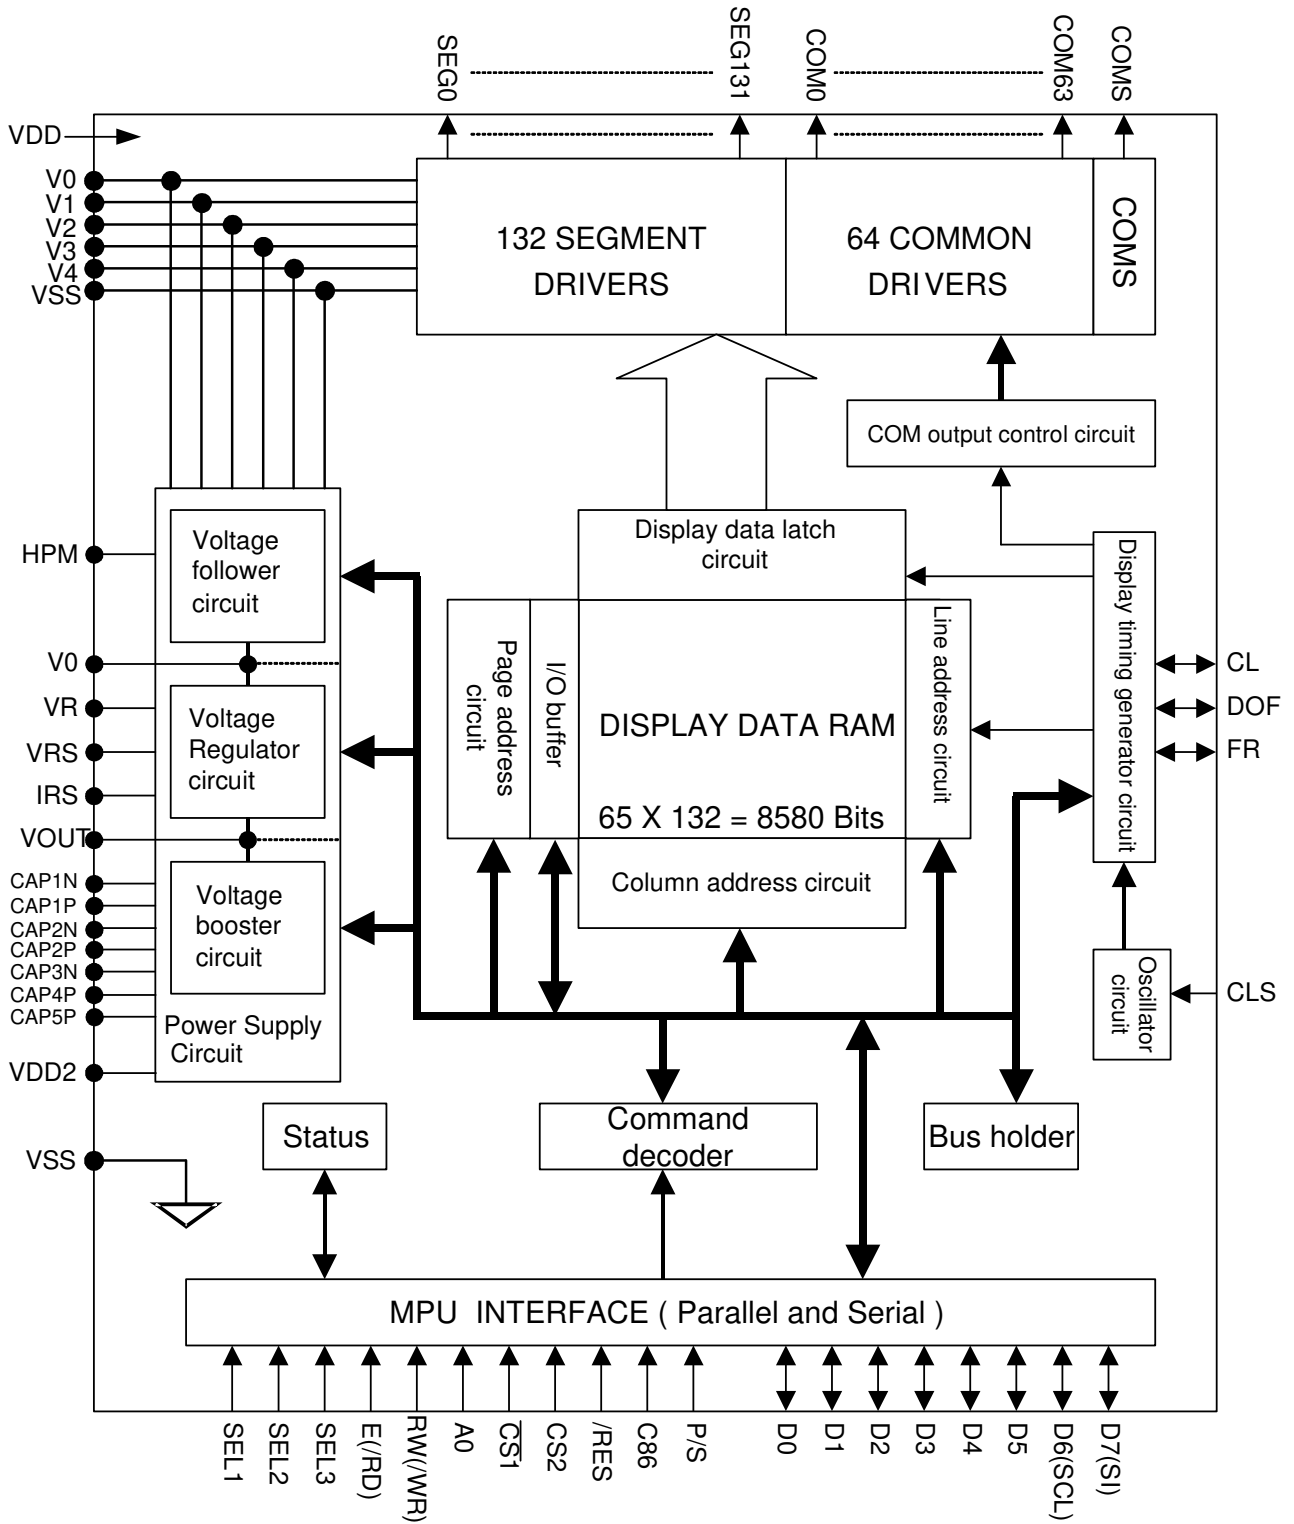 SEG0
SEG131
COM0
COM63
COMS
VDD
V0
V1
V2
V3
V4
VSS
132 SEGMENT
DRIVERS
64 COMMON
DRIVERS
COMS
COM output control circuit
HPM
V0
VR
VRS
IRS
VOUT
CAP1N
CAP1P
CAP2N
CAP2P
CAP3N
CAP4P
CAP5P
VDD2
VSS
Voltage
follower
circuit
Voltage
Regulator
circuit
Voltage
booster
circuit
Power Supply
Circuit
Display data latch
circuit
Page address
circuit
I/O buffer
DISPLAY DATA RAM
65 X 132 = 8580 Bits
Line address circuit
Column address circuit
Display timing generator circuit
CL
DOF
FR
Oscillator
circuit
CLS
Status
Command
decoder
Bus holder
MPU INTERFACE ( Parallel and Serial )
SEL1
SEL2
SEL3
E(/RD)
RW(/WR)
A0
CS1
CS2
/RES
C86
P/S
D0
D1
D2
D3
D4
D5
D6(SCL)
D7(SI)